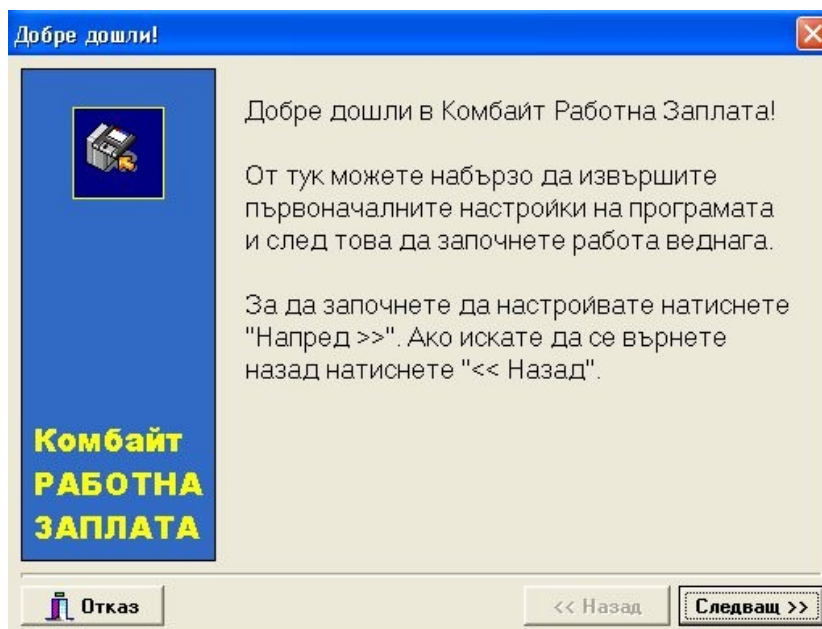 Добре дошли!
Добре дошли в Комбайт Работна Заплата!
От тук можете набързо да извършите
първоначалните настройки на програмата
и след това да започнете работа веднага.
За да започнете да настройвате натиснете
"Напред >>". Ако искате да се върнете
назад натиснете "<< Назад".
Комбайт
РАБОТНА
ЗАПЛАТА
Отказ
<< Назад
Следващ >>